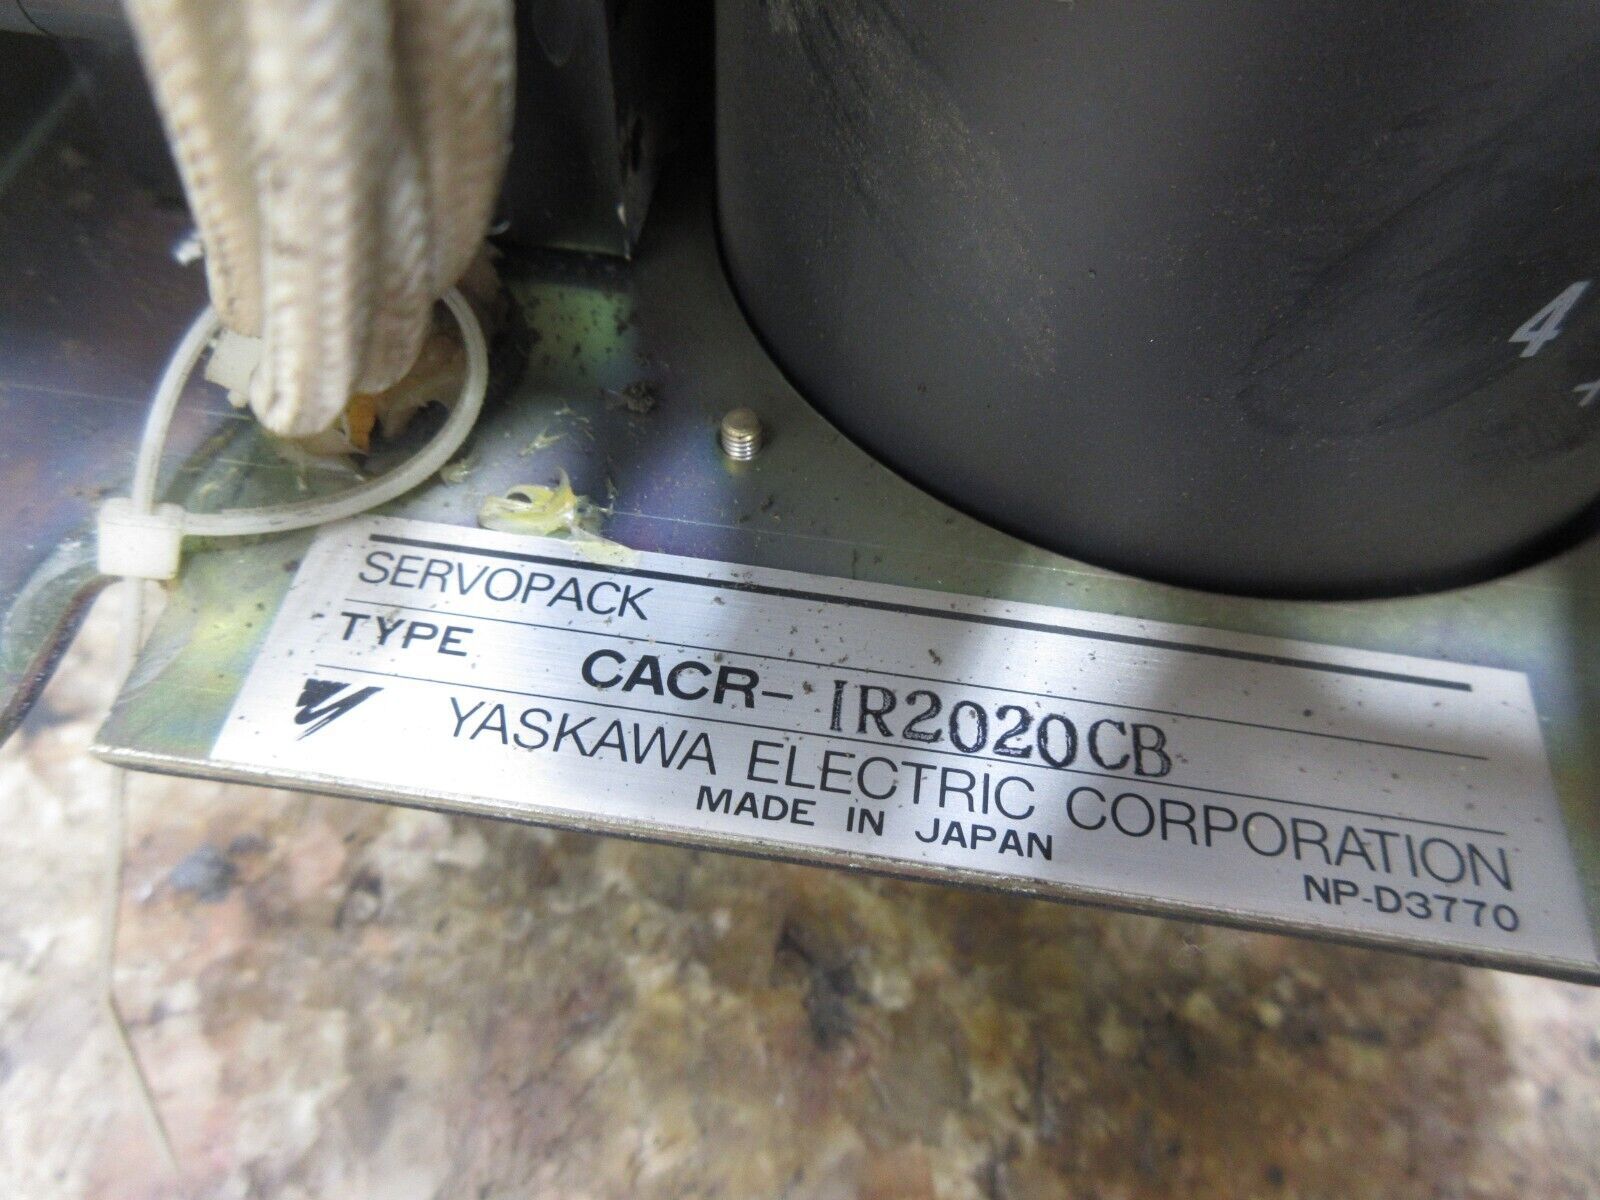 4
+
SERVOPACK
TYPE CACR- IR2020CB
YASKAWA ELECTRIC CORPORATION
MADE IN JAPAN
NP-D3770